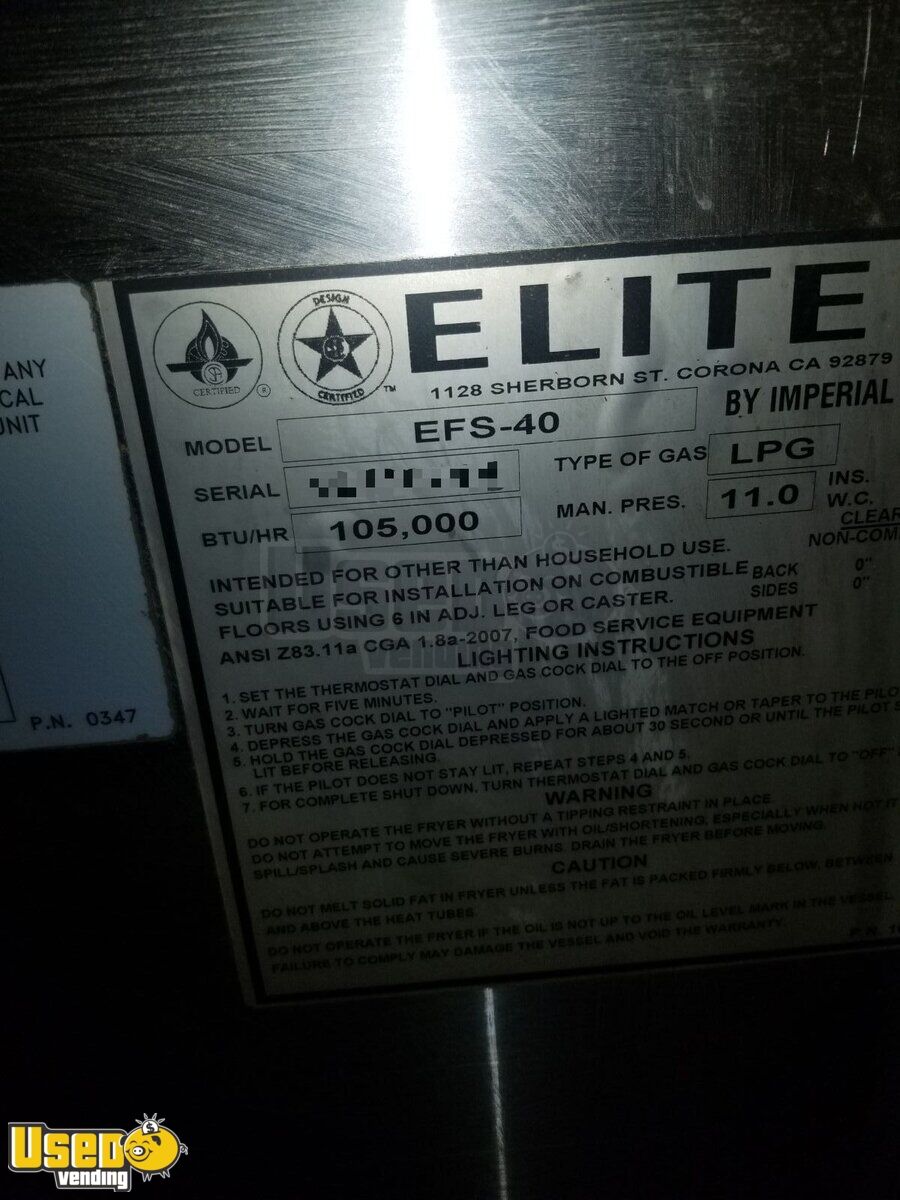 ANY
CAL
UNIT
P.N. 0347
CERTIFIED ®
DESIGN
CERTIFIED ™
ELITE
1128 SHERBORN ST. CORONA CA 92879
BY IMPERIAL
MODEL EFS-40
SERIAL
TYPE OF GAS LPG
BTU/HR 105,000
MAN. PRES. 11.0 INS. W.C.
CLEAR
NON-COM
BACK 0"
SIDES 0"
INTENDED FOR OTHER THAN HOUSEHOLD USE.
SUITABLE FOR INSTALLATION ON COMBUSTIBLE
FLOORS USING 6 IN ADJ. LEG OR CASTER.
ANSI Z83.11a CGA 1.8a-2007, FOOD SERVICE EQUIPMENT
LIGHTING INSTRUCTIONS
1. SET THE THERMOSTAT DIAL AND GAS COCK DIAL TO THE OFF POSITION.
2. WAIT FOR FIVE MINUTES.
3. TURN GAS COCK DIAL TO "PILOT" POSITION.
4. DEPRESS THE GAS COCK DIAL AND APPLY A LIGHTED MATCH OR TAPER TO THE PILO
5. HOLD THE GAS COCK DIAL DEPRESSED FOR ABOUT 30 SECOND OR UNTIL THE PILOT S
LIT BEFORE RELEASING.
6. IF THE PILOT DOES NOT STAY LIT, REPEAT STEPS 4 AND 5.
7. FOR COMPLETE SHUT DOWN, TURN THERMOSTAT DIAL AND GAS COCK DIAL TO "OFF"
WARNING
DO NOT OPERATE THE FRYER WITHOUT A TIPPING RESTRAINT IN PLACE
DO NOT ATTEMPT TO MOVE THE FRYER WITH OIL/SHORTENING, ESPECIALLY WHEN HOT IT
SPILL/SPLASH AND CAUSE SEVERE BURNS. DRAIN THE FRYER BEFORE MOVING.
CAUTION
DO NOT MELT SOLID FAT IN FRYER UNLESS THE FAT IS PACKED FIRMLY BELOW, BETWEEN
AND ABOVE THE HEAT TUBES.
DO NOT OPERATE THE FRYER IF THE OIL IS NOT UP TO THE OIL LEVEL MARK IN THE VESSEL
FAILURE TO COMPLY MAY DAMAGE THE VESSEL AND VOID THE WARRANTY.
P.N.
USED
vending